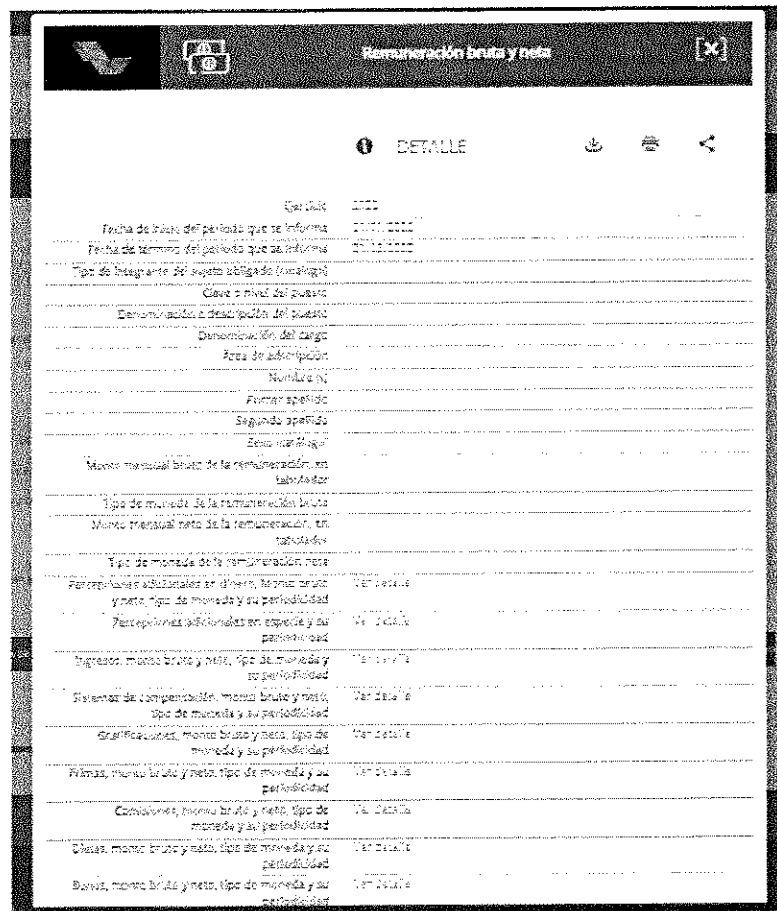 Remuneración bruta y neta
[x]
DETALLE
Ejercicio
Fecha de inicio del periodo que se informa
Fecha de término del periodo que se informa
Tipo de integrante del sujeto obligado (catálogo)
Clave o nivel del puesto
Denominación o descripción del puesto
Denominación del cargo
Área de adscripción
Nombre (s)
Primer apellido
Segundo apellido
Sexo (catálogo)
Monto mensual bruto de la remuneración, en
tabulador
Tipo de moneda de la remuneración bruta
Monto mensual neto de la remuneración, en
tabulador
Tipo de moneda de la remuneración neta
Percepciones adicionales en dinero, Monto bruto Ver detalle
y neto, tipo de moneda y su periodicidad
Percepciones adicionales en especie y su Ver detalle
periodicidad
Ingresos, monto bruto y neto, tipo de moneda y Ver detalle
su periodicidad
Sistemas de compensación, monto bruto y neto, Ver detalle
tipo de moneda y su periodicidad
Gratificaciones, monto bruto y neto, tipo de Ver detalle
moneda y su periodicidad
Primas, monto bruto y neto, tipo de moneda y su Ver detalle
periodicidad
Comisiones, monto bruto y neto, tipo de Ver detalle
moneda y su periodicidad
Dietas, monto bruto y neto, tipo de moneda y su Ver detalle
periodicidad
Bonos, monto bruto y neto, tipo de moneda y su Ver detalle
periodicidad